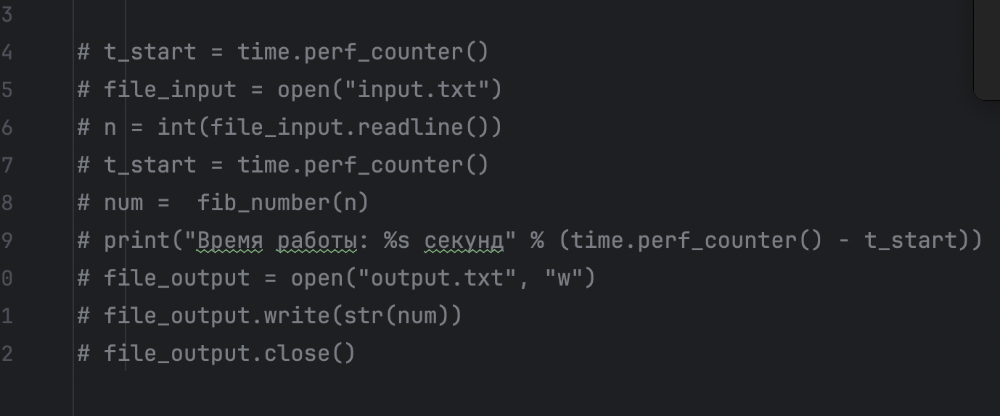 3
4 # t_start = time.perf_counter()
5 # file_input = open("input.txt")
6 # n = int(file_input.readline())
7 # t_start = time.perf_counter()
8 # num =  fib_number(n)
9 # print("Время работы: %s секунд" % (time.perf_counter() - t_start))
0 # file_output = open("output.txt", "w")
1 # file_output.write(str(num))
2 # file_output.close()